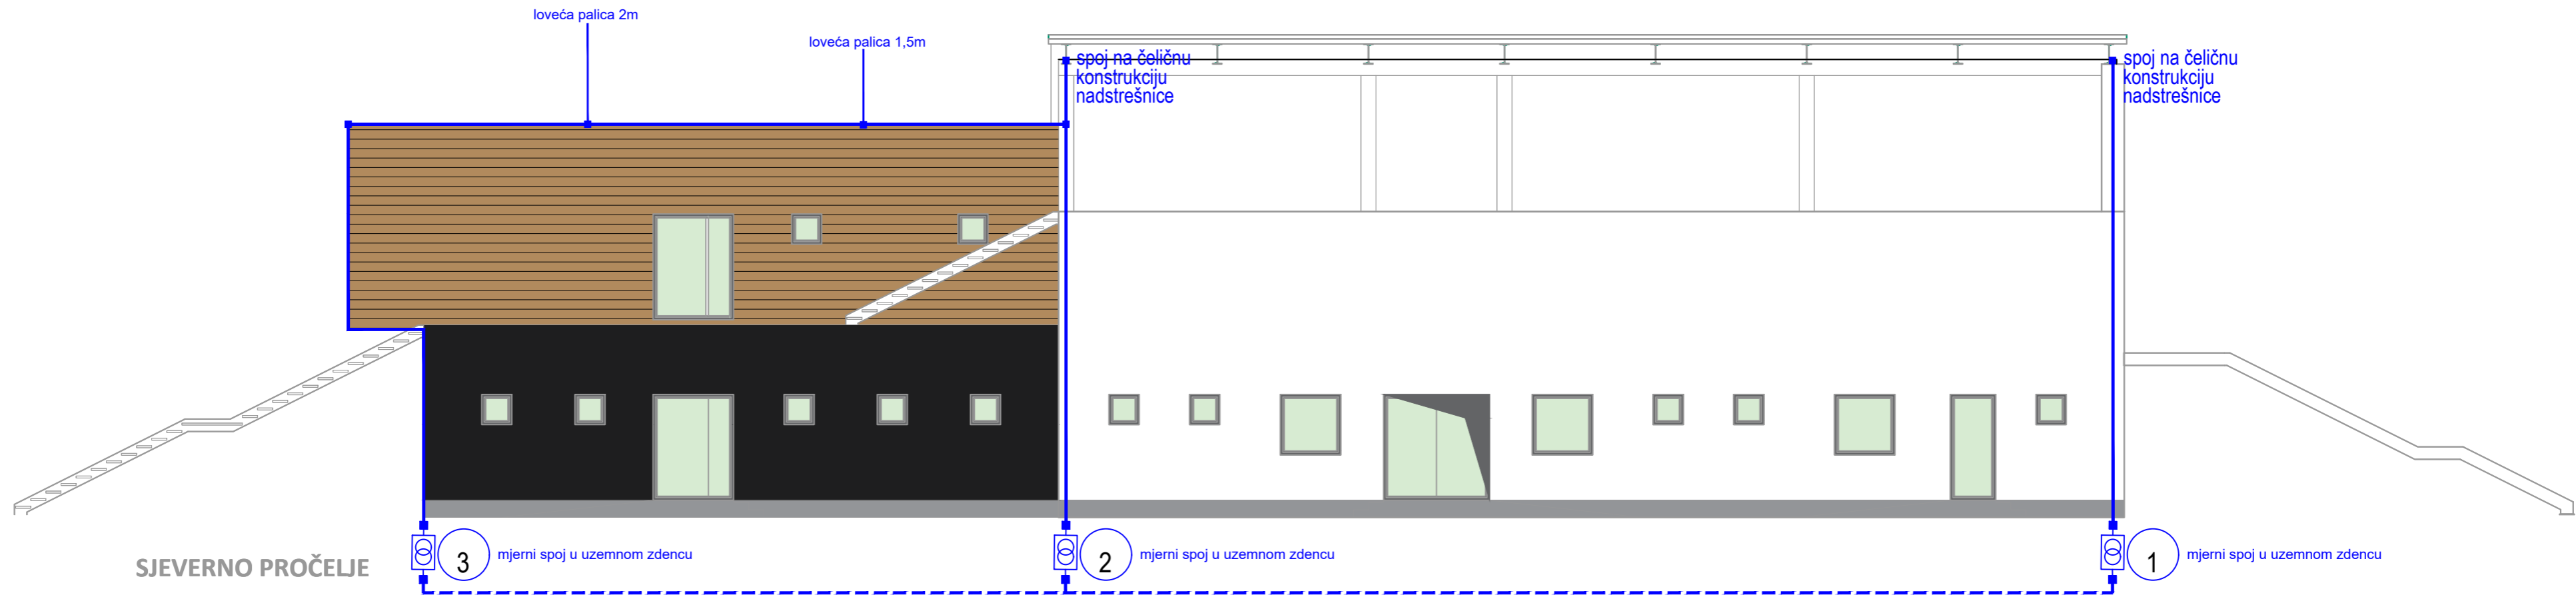 loveća palica 2m
loveća palica 1,5m
spoj na čeličnu
konstrukciju
nadstrešnice
spoj na čeličnu
konstrukciju
nadstrešnice
SJEVERNO PROČELJE
3
mjerni spoj u uzemnom zdencu
2
mjerni spoj u uzemnom zdencu
1
mjerni spoj u uzemnom zdencu